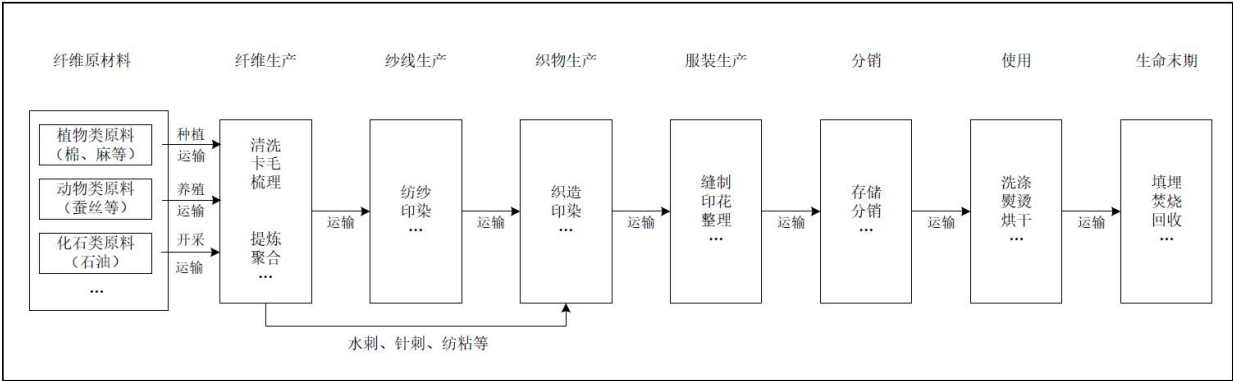 纤维原材料
纤维生产
纱线生产
织物生产
服装生产
分销
使用
生命末期
植物类原料
（棉、麻等）
动物类原料
（蚕丝等）
化石类原料
（石油）
…
种植
运输
养殖
运输
开采
运输
清洗
卡毛
梳理
提炼
聚合
…
运输
纺纱
印染
…
运输
织造
印染
…
运输
缝制
印花
整理
…
运输
存储
分销
…
运输
洗涤
熨烫
烘干
…
运输
填埋
焚烧
回收
…
水刺、针刺、纺粘等